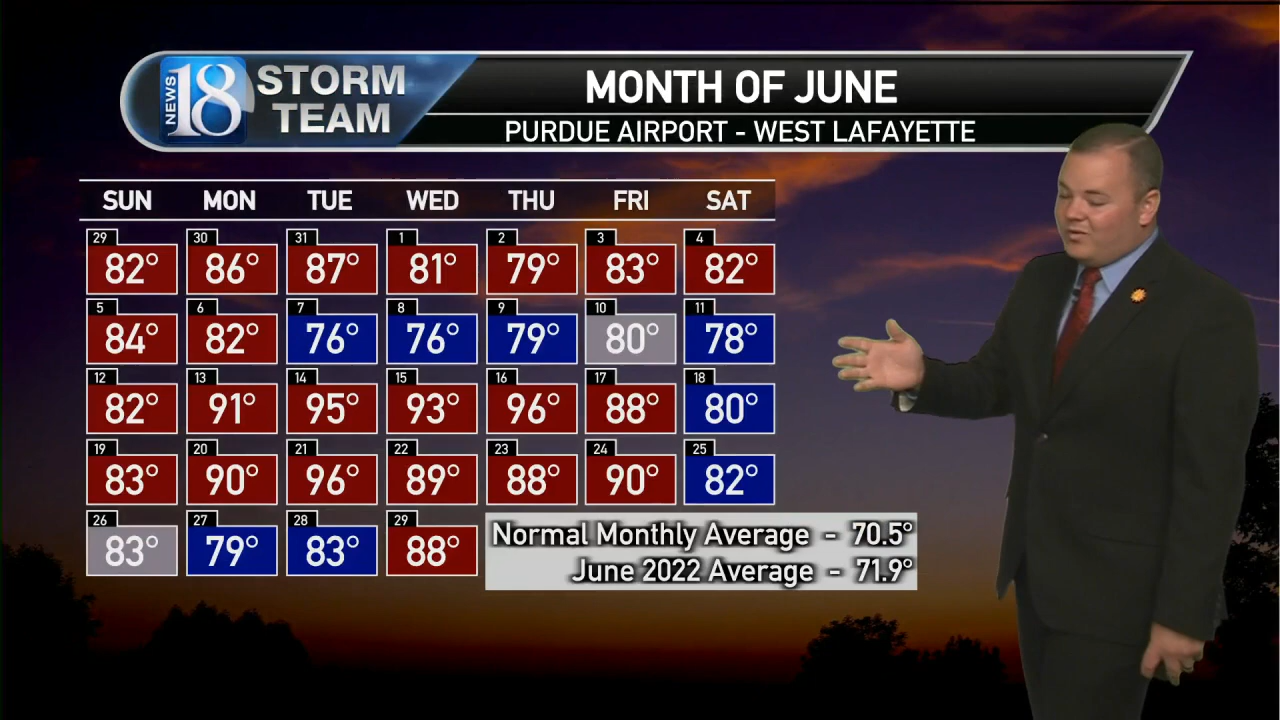 NEWS 18 STORM TEAM
MONTH OF JUNE
PURDUE AIRPORT - WEST LAFAYETTE
SUN MON TUE WED THU FRI SAT
29 30 31 1 2 3 4
82° 86° 87° 81° 79° 83° 82°
5 6 7 8 9 10 11
84° 82° 76° 76° 79° 80° 78°
12 13 14 15 16 17 18
82° 91° 95° 93° 96° 88° 80°
19 20 21 22 23 24 25
83° 90° 96° 89° 88° 90° 82°
26 27 28 29
83° 79° 83° 88°
Normal Monthly Average - 70.5°
June 2022 Average - 71.9°